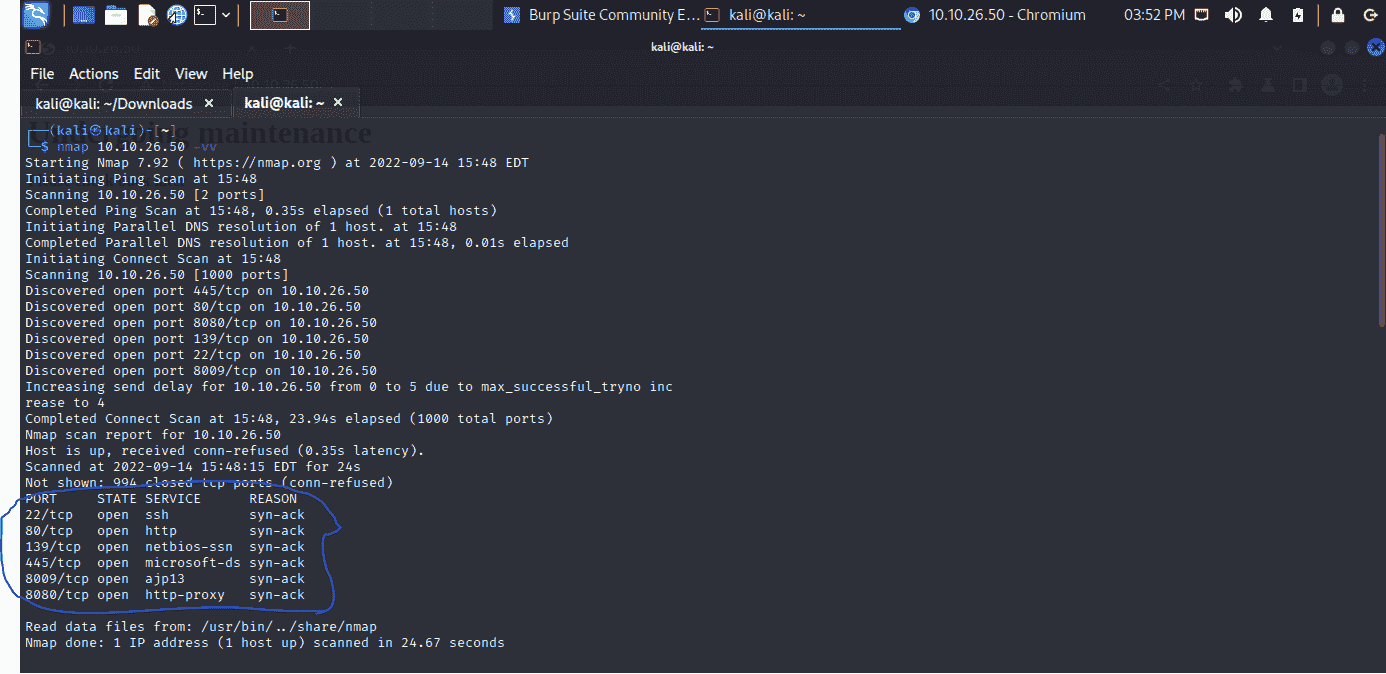 Burp Suite Community E...
kali@kali: ~
10.10.26.50 - Chromium
03:52 PM
10.10.26.50
kali@kali: ~
File Actions Edit View Help
kali@kali: ~/Downloads ×
kali@kali: ~ ×
maintenance
┌──(kali㉿kali)-[~]
└─$ nmap 10.10.26.50 -vv
Starting Nmap 7.92 ( https://nmap.org ) at 2022-09-14 15:48 EDT
Initiating Ping Scan at 15:48
Scanning 10.10.26.50 [2 ports]
Completed Ping Scan at 15:48, 0.35s elapsed (1 total hosts)
Initiating Parallel DNS resolution of 1 host. at 15:48
Completed Parallel DNS resolution of 1 host. at 15:48, 0.01s elapsed
Initiating Connect Scan at 15:48
Scanning 10.10.26.50 [1000 ports]
Discovered open port 445/tcp on 10.10.26.50
Discovered open port 80/tcp on 10.10.26.50
Discovered open port 8080/tcp on 10.10.26.50
Discovered open port 139/tcp on 10.10.26.50
Discovered open port 22/tcp on 10.10.26.50
Discovered open port 8009/tcp on 10.10.26.50
Increasing send delay for 10.10.26.50 from 0 to 5 due to max_successful_tryno inc
rease to 4
Completed Connect Scan at 15:48, 23.94s elapsed (1000 total ports)
Nmap scan report for 10.10.26.50
Host is up, received conn-refused (0.35s latency).
Scanned at 2022-09-14 15:48:15 EDT for 24s
Not shown: 994 closed tcp ports (conn-refused)
PORT STATE SERVICE REASON
22/tcp open ssh syn-ack
80/tcp open http syn-ack
139/tcp open netbios-ssn syn-ack
445/tcp open microsoft-ds syn-ack
8009/tcp open ajp13 syn-ack
8080/tcp open http-proxy syn-ack
Read data files from: /usr/bin/../share/nmap
Nmap done: 1 IP address (1 host up) scanned in 24.67 seconds